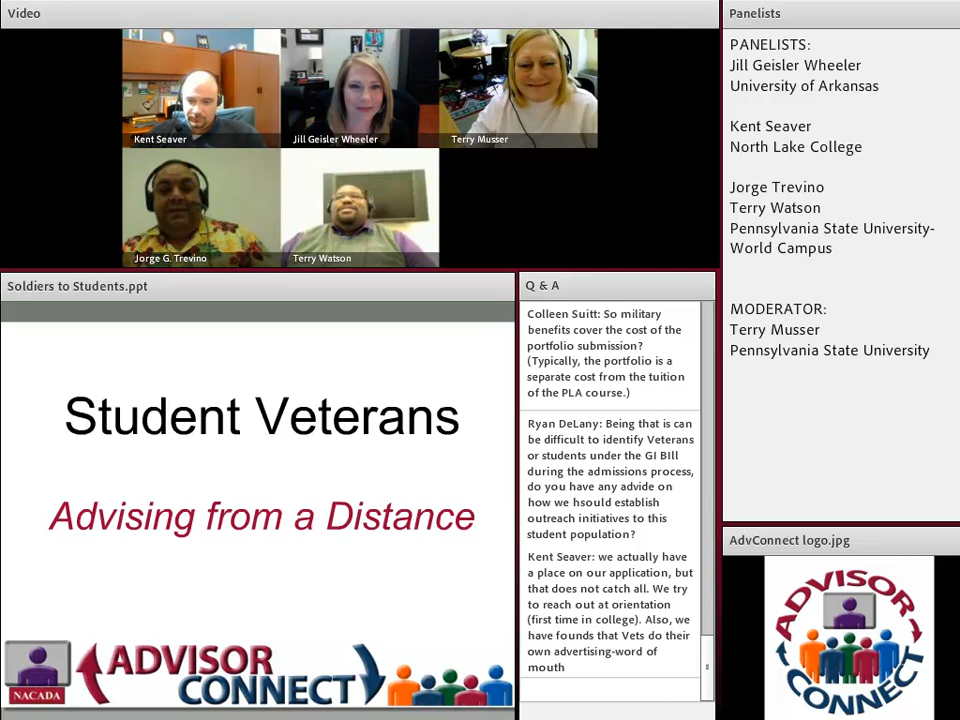 Video
Kent Seaver
Jill Geisler Wheeler
Terry Musser
Jorge G. Trevino
Terry Watson
Panelists
PANELISTS:
Jill Geisler Wheeler
University of Arkansas
Kent Seaver
North Lake College
Jorge Trevino
Terry Watson
Pennsylvania State University-
World Campus
MODERATOR:
Terry Musser
Pennsylvania State University
Soldiers to Students.ppt
Student Veterans
Advising from a Distance
NACADA
ADVISOR
CONNECT
Q & A
Colleen Suitt: So military
benefits cover the cost of the
portfolio submission?
(Typically, the portfolio is a
separate cost from the tuition
of the PLA course.)
Ryan DeLany: Being that is can
be difficult to identify Veterans
or students under the GI BIll
during the admissions process,
do you have any advide on
how we hsould establish
outreach initiatives to this
student population?
Kent Seaver: we actually have
a place on our application, but
that does not catch all. We try
to reach out at orientation
(first time in college). Also, we
have founds that Vets do their
own advertising-word of
mouth
AdvConnect logo.jpg
ADVISOR
CONNECT